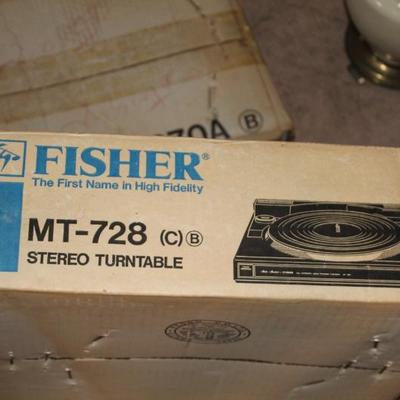 70A Ⓑ
FISHER®
The First Name in High Fidelity
MT-728 (C) Ⓑ
STEREO TURNTABLE